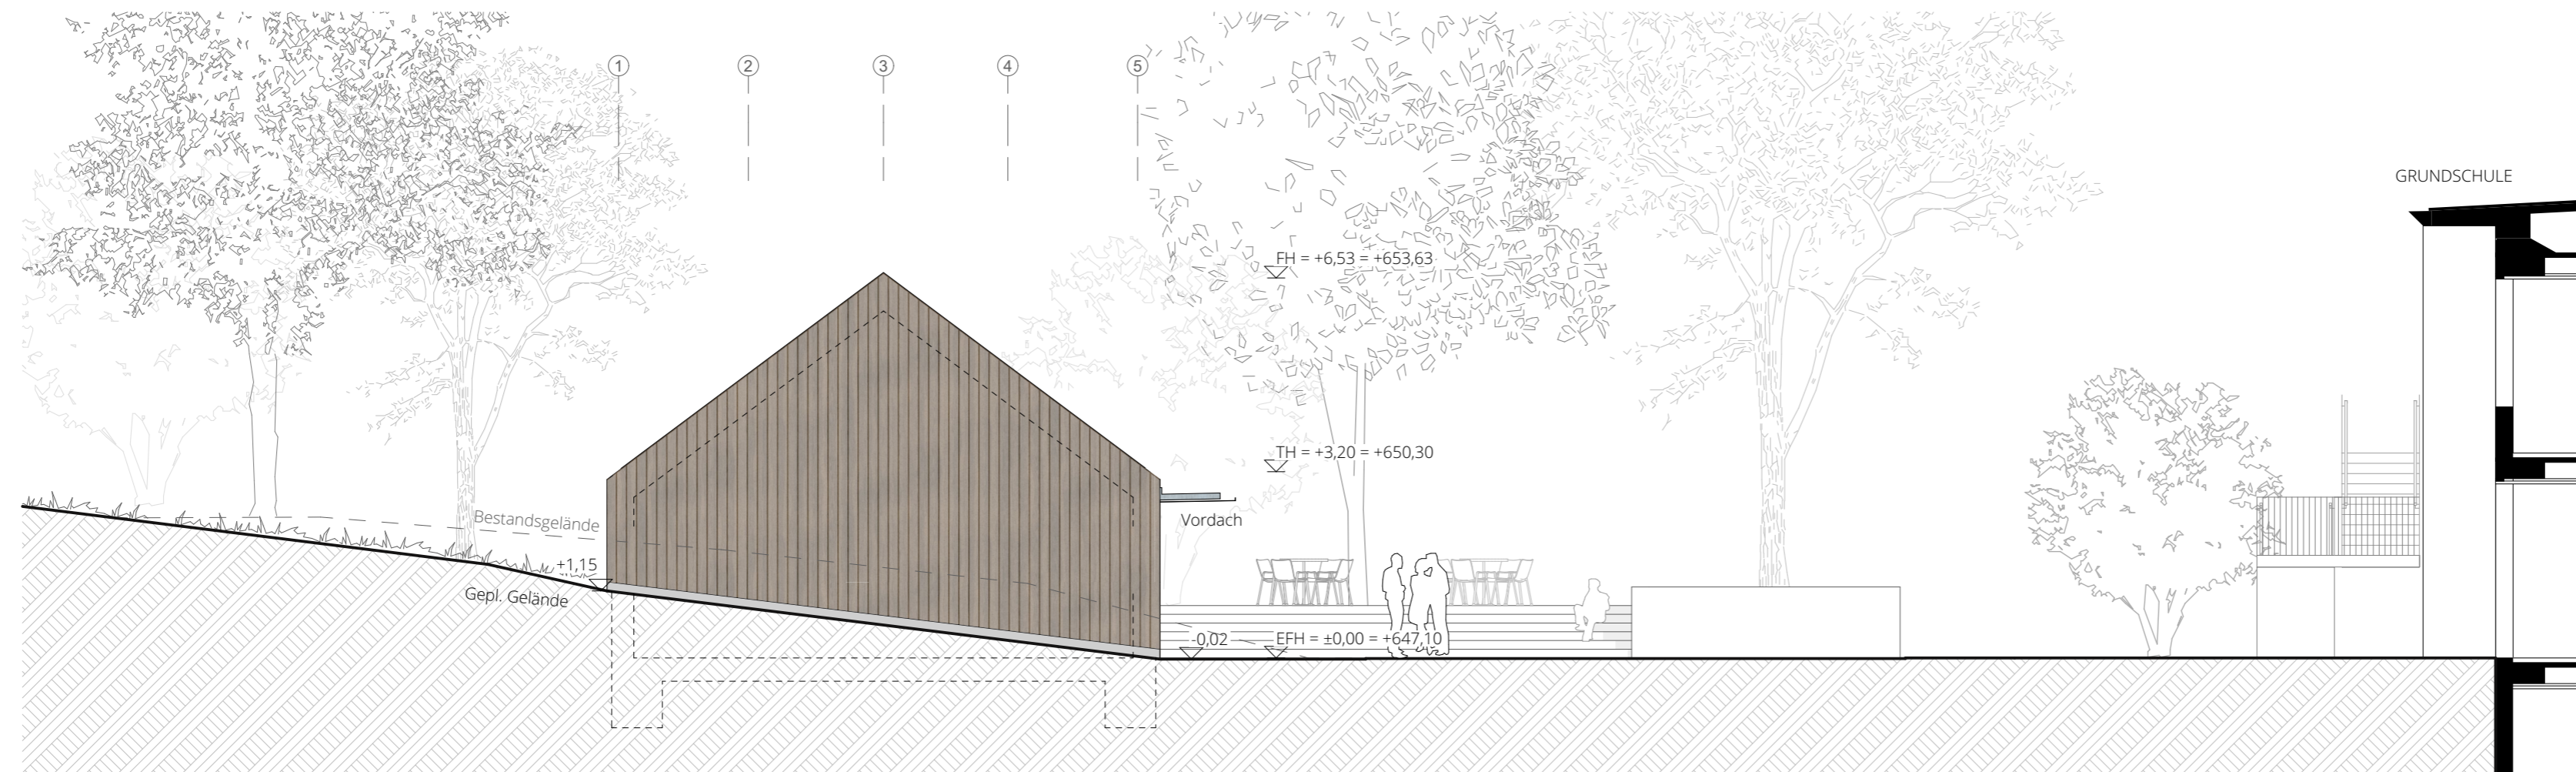 1 2 3 4 5
GRUNDSCHULE
FH = +6,53 = +653,63
TH = +3,20 = +650,30
Bestandsgelände
Vordach
+1,15
Gepl. Gelände
-0,02
EFH = ±0,00 = +647,10